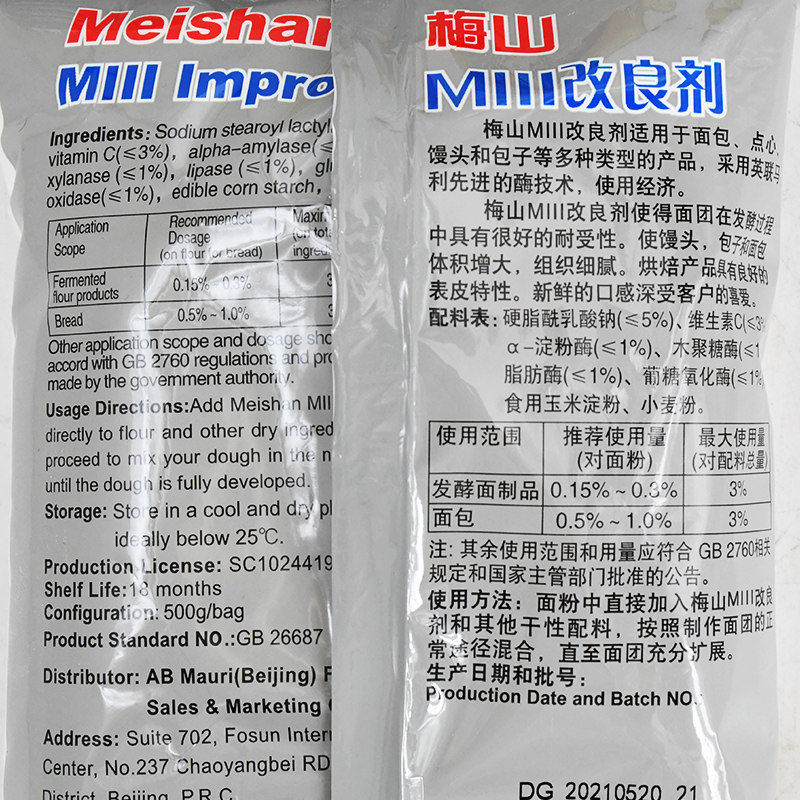 Meishan
MIII Impro
Ingredients: Sodium stearoyl lactyl
vitamin C(≤3%), alpha-amylase(≤
xylanase (≤1%), lipase (≤1%), gl
oxidase(≤1%), edible corn starch,
Application Scope
Recommended Dosage (on flour for bread)
Fermented flour products
0.15%~0.3%
3
Bread
0.5%~1.0%
3
Other application scope and dosage sho
accord with GB 2760 regulations and pro
made by the government authority.
Usage Directions:Add Meishan MIII
directly to flour and other dry ingred
proceed to mix your dough in the n
until the dough is fully developed.
Storage: Store in a cool and dry pl
ideally below 25℃.
Production License: SC1024419
Shelf Life:18 months
Configuration: 500g/bag
Product Standard NO.:GB 26687
Distributor: AB Mauri(Beijing) F
Sales & Marketing
Address: Suite 702, Fosun Inter
Center, No.237 Chaoyangbei RD
District, Beijing, P.R.C.
梅山
MIII改良剂
梅山MIII改良剂适用于面包、点心、
馒头和包子等多种类型的产品，采用英联马
利先进的酶技术，使用经济。
梅山MIII改良剂使得面团在发酵过程
中具有很好的耐受性。使馒头，包子和面包
体积增大，组织细腻。烘焙产品具有良好的
表皮特性。新鲜的口感深受客户的喜爱。
配料表：硬脂酰乳酸钠(≤5%)、维生素C(≤3%
α-淀粉酶(≤1%)、木聚糖酶(≤1
脂肪酶(≤1%)、葡糖氧化酶(≤1%)
食用玉米淀粉、小麦粉。
使用范围
推荐使用量
(对面粉)
最大使用量
(对配料总量)
发酵面制品
0.15%~0.3%
3%
面包
0.5%~1.0%
3%
注：其余使用范围和用量应符合 GB 2760相关
规定和国家主管部门批准的公告。
使用方法：面粉中直接加入梅山MIII改良
剂和其他干性配料，按照制作面团的正
常途径混合，直至面团充分扩展。
生产日期和批号：
Production Date and Batch NO.:
DG 20210520 21